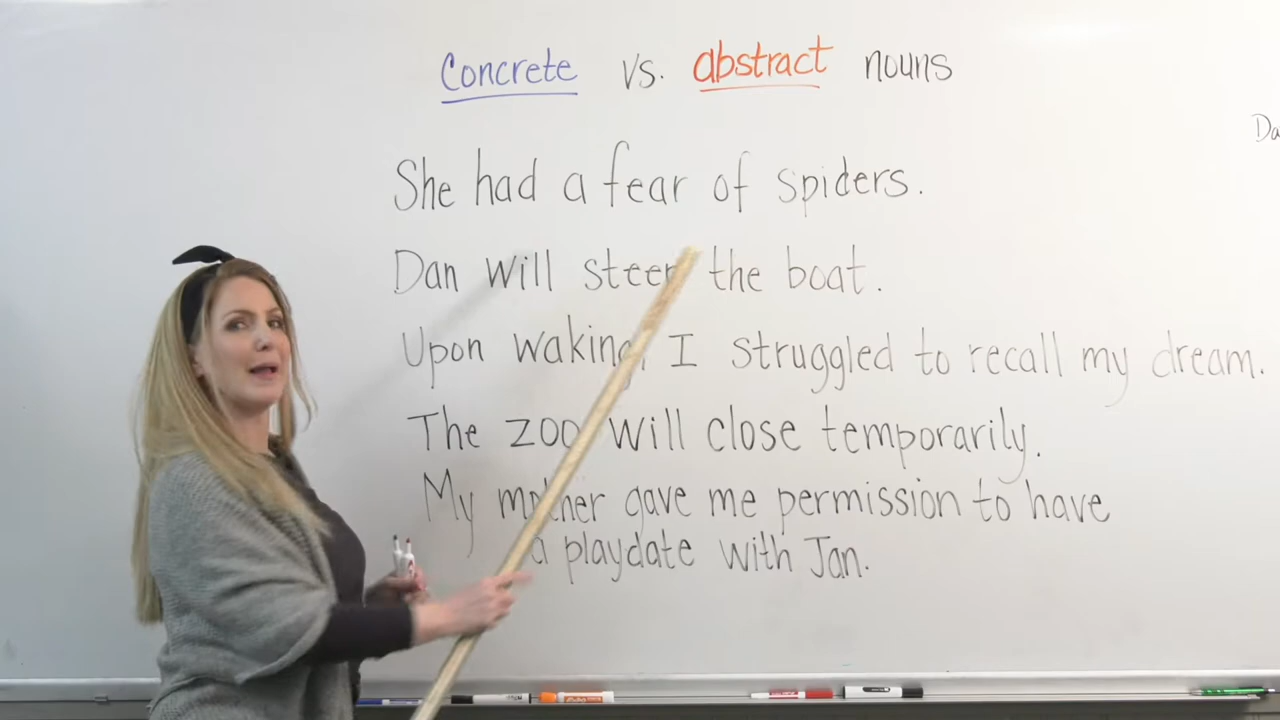 Concrete vs. abstract nouns
She had a fear of spiders.
Dan will steer the boat.
Upon waking, I struggled to recall my dream.
The zoo will close temporarily.
My mother gave me permission to have
a playdate with Jan.